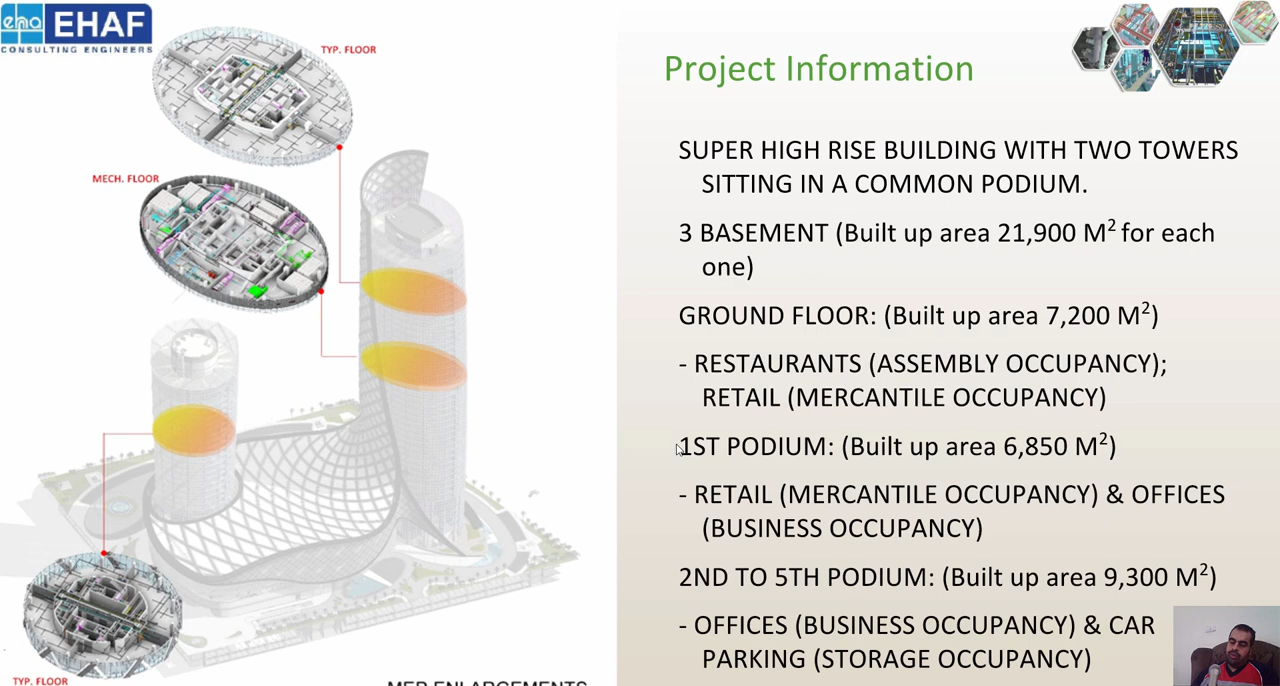 ehaf EHAF
CONSULTING ENGINEERS
TYP. FLOOR
MECH. FLOOR
TYP. FLOOR
MEP ENLARGEMENTS
Project Information
SUPER HIGH RISE BUILDING WITH TWO TOWERS
SITTING IN A COMMON PODIUM.
3 BASEMENT (Built up area 21,900 M² for each
one)
GROUND FLOOR: (Built up area 7,200 M²)
- RESTAURANTS (ASSEMBLY OCCUPANCY);
RETAIL (MERCANTILE OCCUPANCY)
1ST PODIUM: (Built up area 6,850 M²)
- RETAIL (MERCANTILE OCCUPANCY) & OFFICES
(BUSINESS OCCUPANCY)
2ND TO 5TH PODIUM: (Built up area 9,300 M²)
- OFFICES (BUSINESS OCCUPANCY) & CAR
PARKING (STORAGE OCCUPANCY)